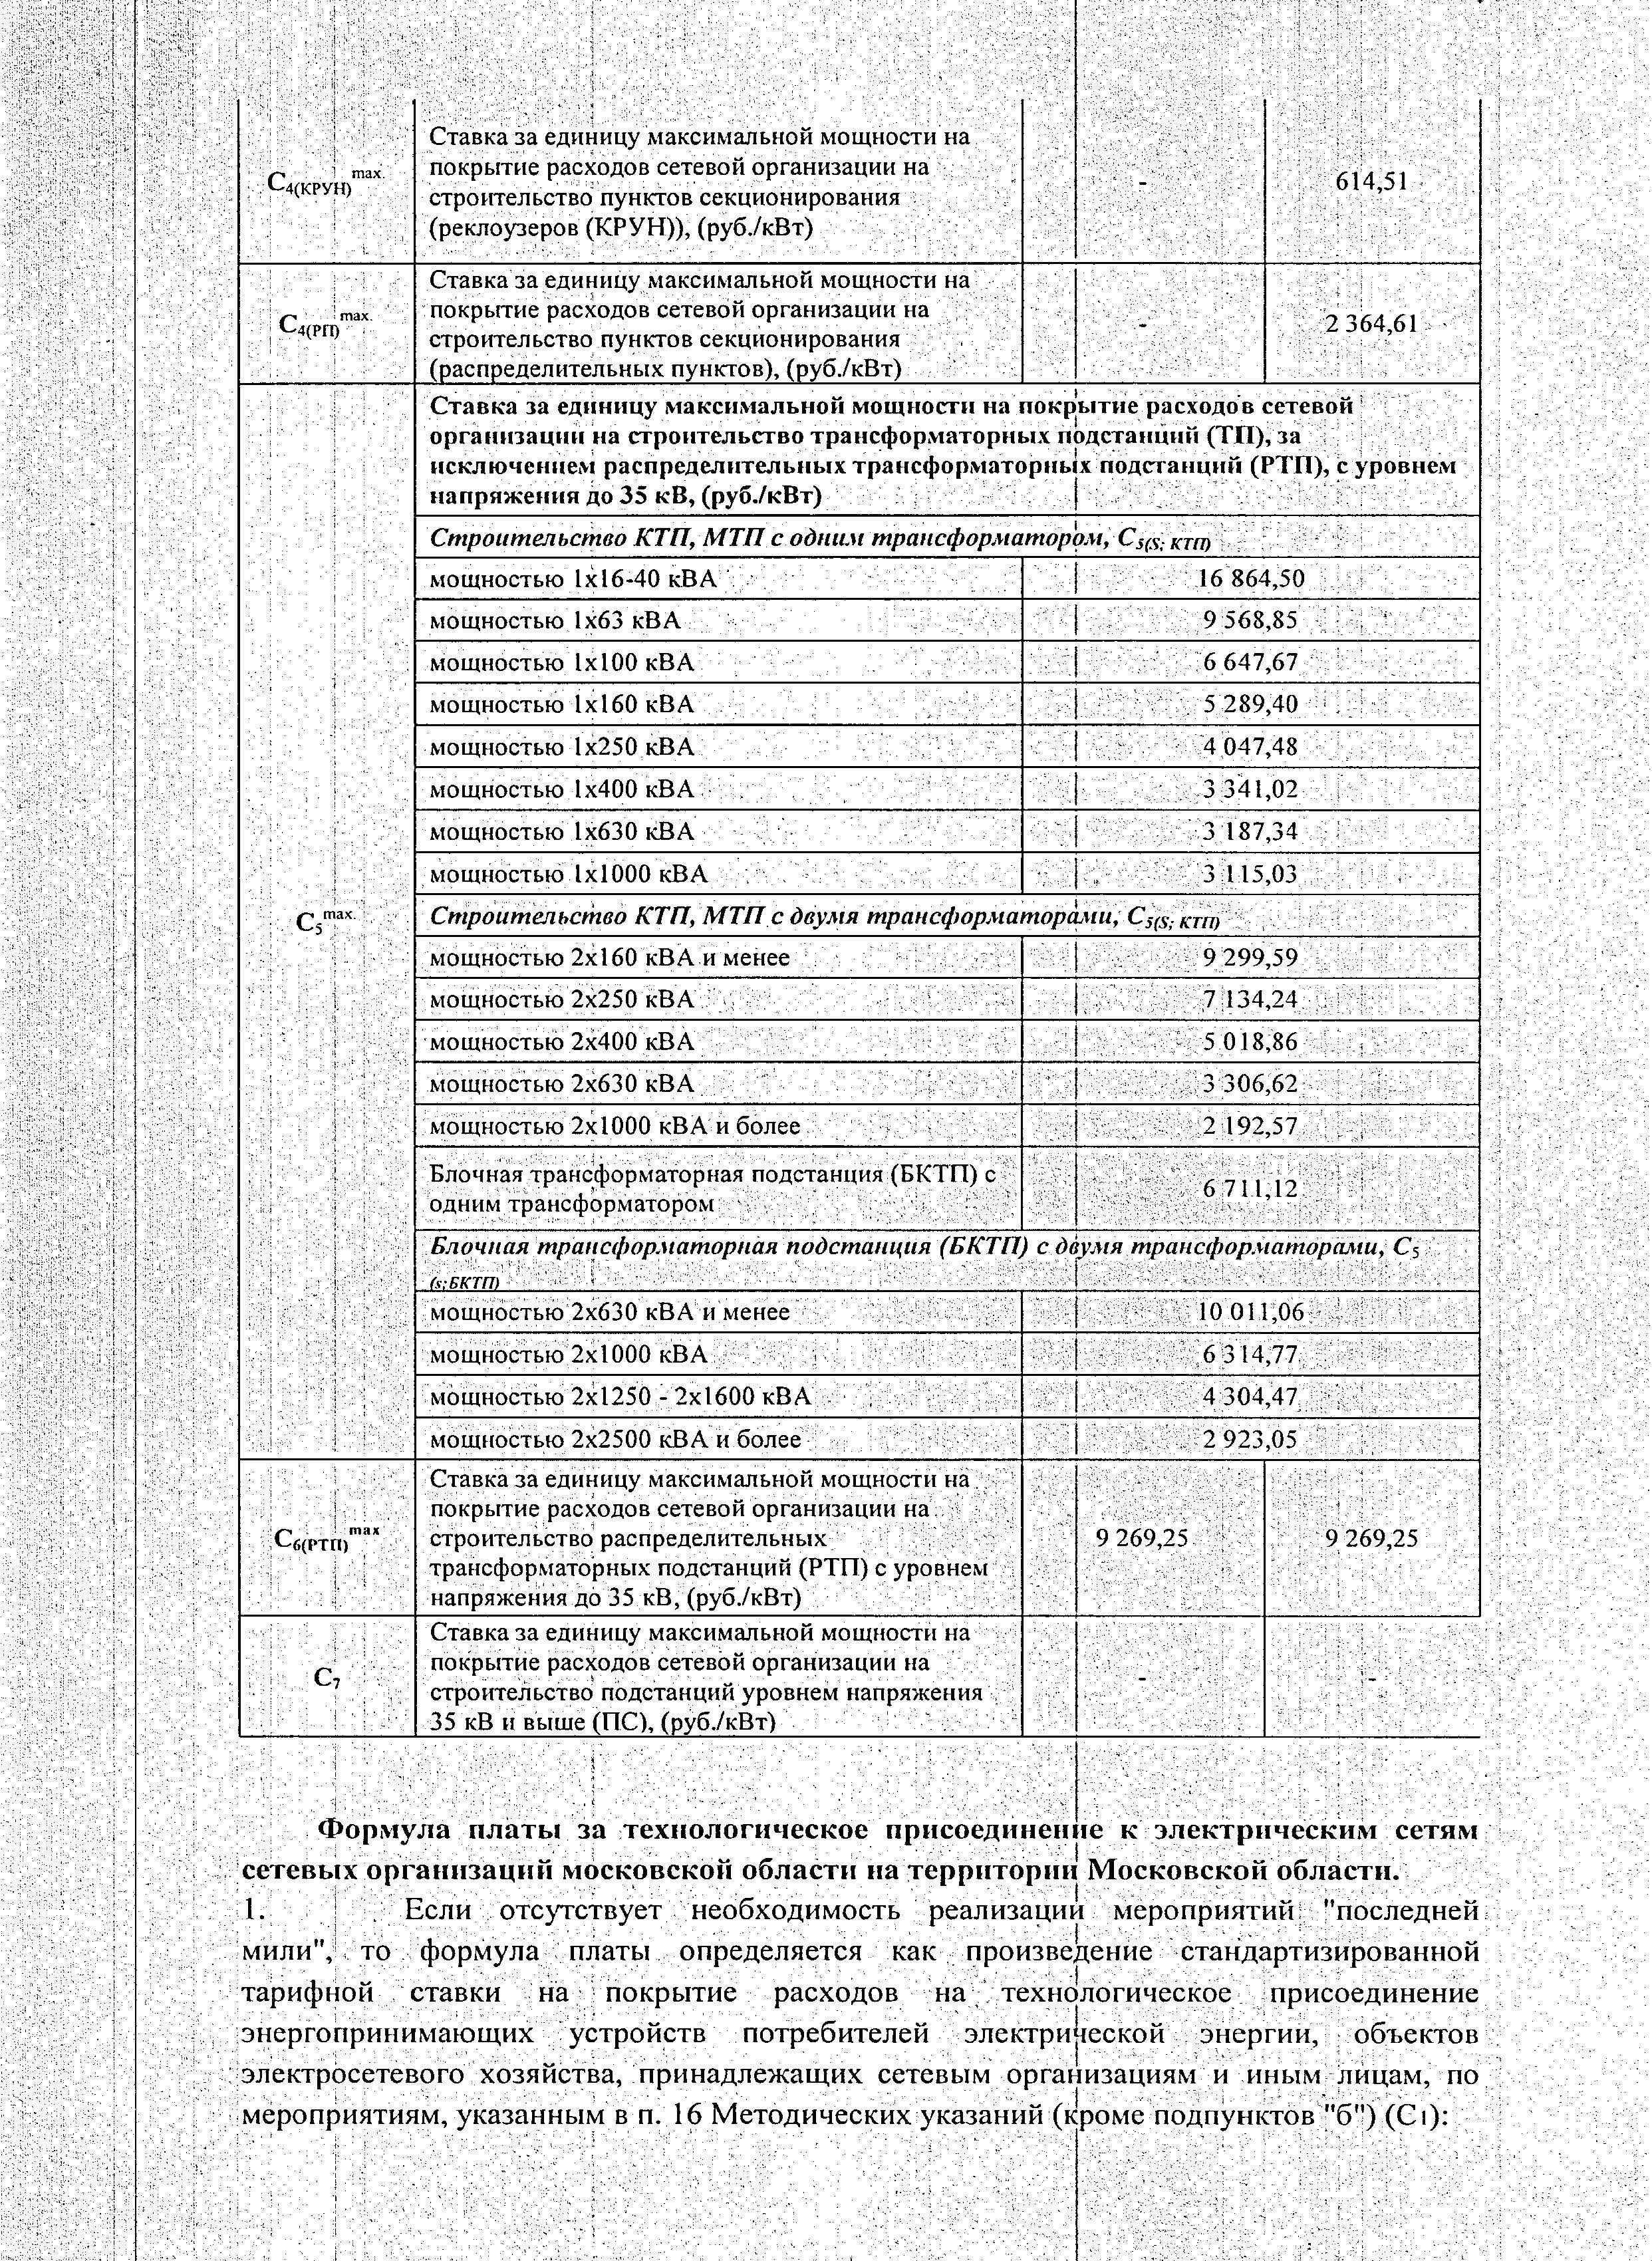 Ставка за единицу максимальной мощности на
покрытие расходов сетевой организации на
строительство пунктов секционирования
(реклоузеров (КРУН)), (руб./кВт)
C4(КРУН)max.
-
614,51
Ставка за единицу максимальной мощности на
покрытие расходов сетевой организации на
строительство пунктов секционирования
(распределительных пунктов), (руб./кВт)
C4(РП)max.
-
2 364,61
C5max.
Ставка за единицу максимальной мощности на покрытие расходов сетевой
организации на строительство трансформаторных подстанций (ТП), за
исключением распределительных трансформаторных подстанций (РТП), с уровнем
напряжения до 35 кВ, (руб./кВт)
Строительство КТП, МТП с одним трансформатором, C5(S; КТП)
мощностью 1х16-40 кВА 16 864,50
мощностью 1х63 кВА 9 568,85
мощностью 1х100 кВА 6 647,67
мощностью 1х160 кВА 5 289,40
мощностью 1х250 кВА 4 047,48
мощностью 1х400 кВА 3 341,02
мощностью 1х630 кВА 3 187,34
мощностью 1х1000 кВА 3 115,03
Строительство КТП, МТП с двумя трансформаторами, C5(S; КТП)
мощностью 2х160 кВА и менее 9 299,59
мощностью 2х250 кВА 7 134,24
мощностью 2х400 кВА 5 018,86
мощностью 2х630 кВА 3 306,62
мощностью 2х1000 кВА и более 2 192,57
Блочная трансформаторная подстанция (БКТП) с
одним трансформатором
6 711,12
Блочная трансформаторная подстанция (БКТП) с двумя трансформаторами, C5
(s;БКТП)
мощностью 2х630 кВА и менее 10 011,06
мощностью 2х1000 кВА 6 314,77
мощностью 2х1250 - 2х1600 кВА 4 304,47
мощностью 2х2500 кВА и более 2 923,05
C6(РТП)max
Ставка за единицу максимальной мощности на
покрытие расходов сетевой организации на
строительство распределительных
трансформаторных подстанций (РТП) с уровнем
напряжения до 35 кВ, (руб./кВт)
9 269,25
9 269,25
C7
Ставка за единицу максимальной мощности на
покрытие расходов сетевой организации на
строительство подстанций уровнем напряжения
35 кВ и выше (ПС), (руб./кВт)
-
-
Формула платы за технологическое присоединение к электрическим сетям
сетевых организаций московской области на территории Московской области.
1. Если отсутствует необходимость реализации мероприятий "последней
мили", то формула платы определяется как произведение стандартизированной
тарифной ставки на покрытие расходов на технологическое присоединение
энергопринимающих устройств потребителей электрической энергии, объектов
электросетевого хозяйства, принадлежащих сетевым организациям и иным лицам, по
мероприятиям, указанным в п. 16 Методических указаний (кроме подпунктов "б") (C1):